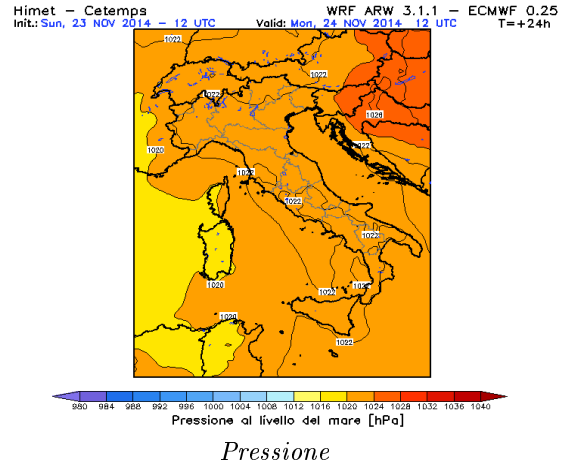 Himet – Cetemps WRF ARW 3.1.1 – ECMWF 0.25
Init.: Sun, 23 NOV 2014 – 12 UTC Valid: Mon, 24 NOV 2014 12 UTC T=+24h
1022
1022
1022
1026
1020
1022
1022
1022
1020
1022
1022
1020
1022
980 984 988 992 996 1000 1004 1008 1012 1016 1020 1024 1028 1032 1036 1040
Pressione al livello del mare [hPa]
Pressione